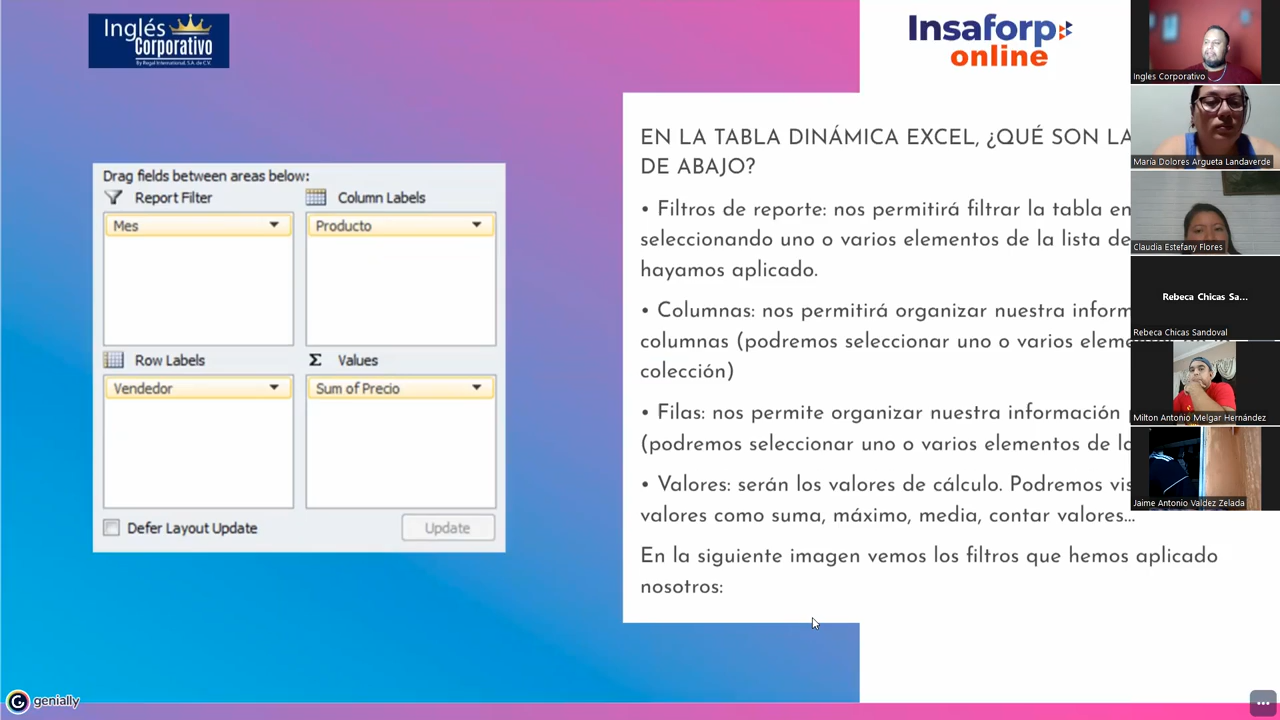 Inglés
Corporativo
By Regal International, S.A. de C.V.
Insaforp
online
Drag fields between areas below:
Report Filter
Column Labels
Mes
Producto
Row Labels
Σ Values
Vendedor
Sum of Precio
Defer Layout Update
Update
EN LA TABLA DINÁMICA EXCEL, ¿QUÉ SON LA
DE ABAJO?
• Filtros de reporte: nos permitirá filtrar la tabla en
seleccionando uno o varios elementos de la lista de
hayamos aplicado.
• Columnas: nos permitirá organizar nuestra inform
columnas (podremos seleccionar uno o varios eleme
colección)
• Filas: nos permite organizar nuestra información
(podremos seleccionar uno o varios elementos de la
• Valores: serán los valores de cálculo. Podremos vis
valores como suma, máximo, media, contar valores...
En la siguiente imagen vemos los filtros que hemos aplicado
nosotros:
Ingles Corporativo
María Dolores Argueta Landaverde
Claudia Estefany Flores
Rebeca Chicas Sa...
Rebeca Chicas Sandoval
Milton Antonio Melgar Hernández
Jaime Antonio Valdez Zelada
genially